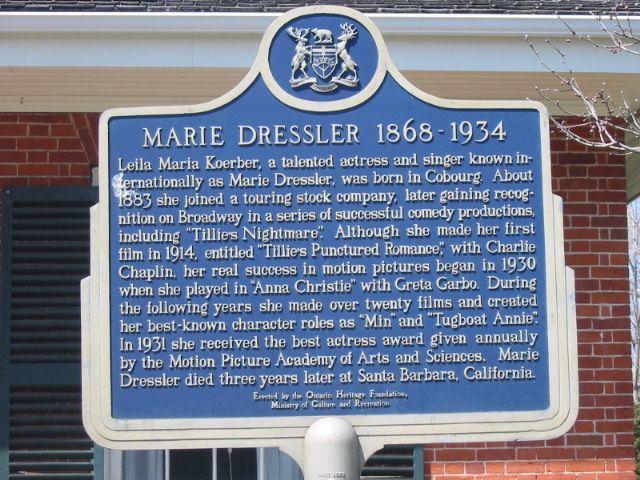 MARIE DRESSLER 1868-1934
Leila Maria Koerber, a talented actress and singer known in-
ternationally as Marie Dressler, was born in Cobourg. About
1883 she joined a touring stock company, later gaining recog-
nition on Broadway in a series of successful comedy productions,
including "Tillie's Nightmare". Although she made her first
film in 1914, entitled "Tillie's Punctured Romance", with Charlie
Chaplin, her real success in motion pictures began in 1930
when she played in "Anna Christie" with Greta Garbo. During
the following years she made over twenty films and created
her best-known character roles as "Min" and "Tugboat Annie".
In 1931 she received the best actress award given annually
by the Motion Picture Academy of Arts and Sciences. Marie
Dressler died three years later at Santa Barbara, California.
Erected by the Ontario Heritage Foundation,
Ministry of Culture and Recreation